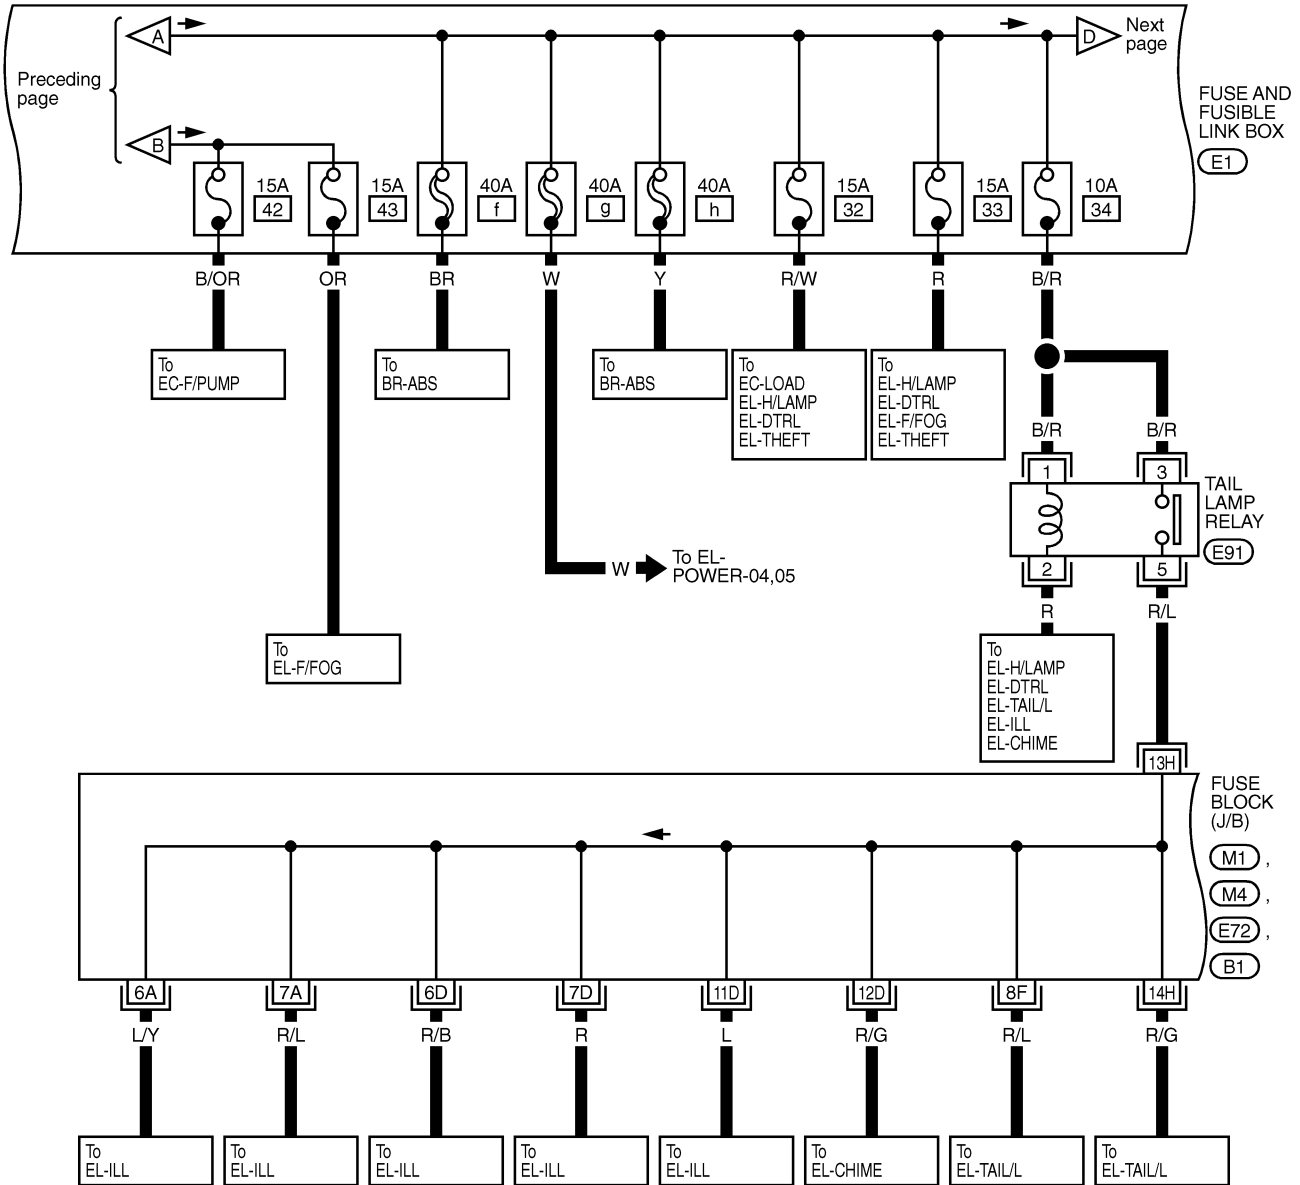 A
D
Next
page
Preceding
page
B
FUSE AND
FUSIBLE
LINK BOX
E1
15A
42
15A
43
40A
f
40A
g
40A
h
15A
32
15A
33
10A
34
B/OR
OR
BR
W
Y
R/W
R
B/R
To
EC-F/PUMP
To
BR-ABS
To
BR-ABS
To
EC-LOAD
EL-H/LAMP
EL-DTRL
EL-THEFT
To
EL-H/LAMP
EL-DTRL
EL-F/FOG
EL-THEFT
B/R
B/R
1
3
TAIL
LAMP
RELAY
E91
W
To EL-
POWER-04,05
2
5
R
R/L
To
EL-F/FOG
To
EL-H/LAMP
EL-DTRL
EL-TAIL/L
EL-ILL
EL-CHIME
13H
FUSE
BLOCK
(J/B)
M1 ,
M4 ,
E72 ,
B1
6A
7A
6D
7D
11D
12D
8F
14H
L/Y
R/L
R/B
R
L
R/G
R/L
R/G
To
EL-ILL
To
EL-ILL
To
EL-ILL
To
EL-ILL
To
EL-ILL
To
EL-CHIME
To
EL-TAIL/L
To
EL-TAIL/L